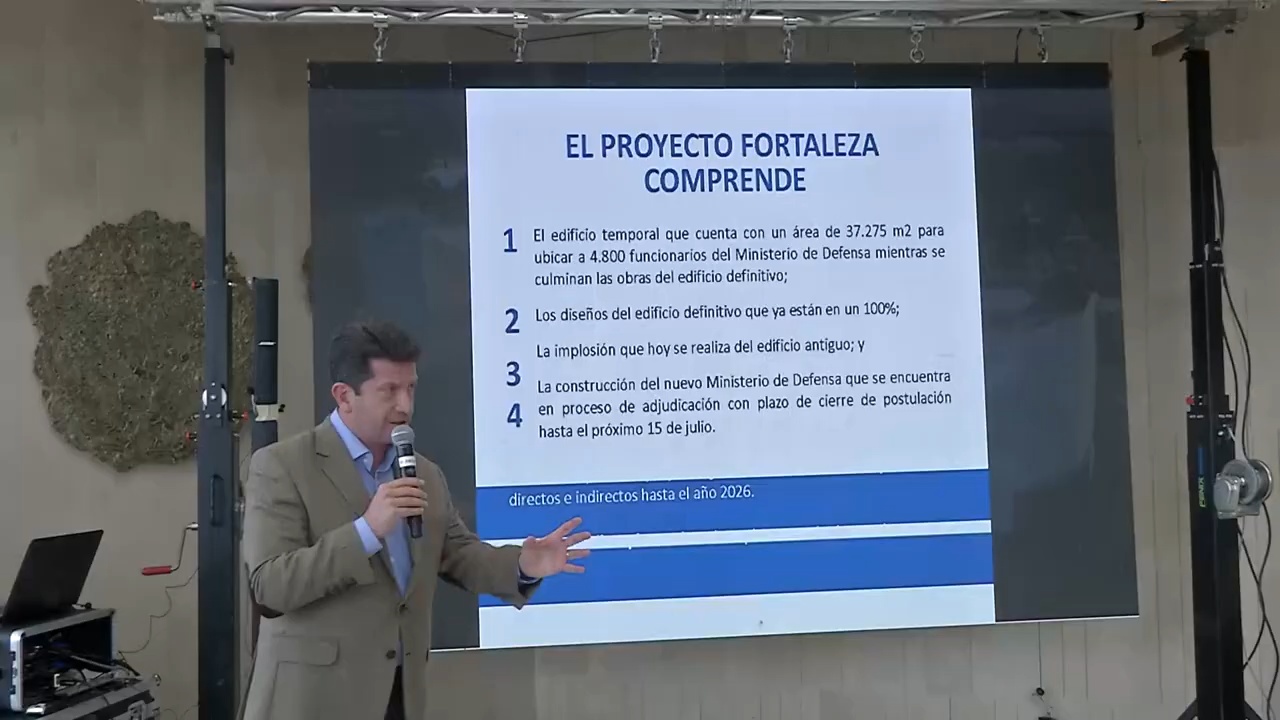 EL PROYECTO FORTALEZA
COMPRENDE
1 El edificio temporal que cuenta con un área de 37.275 m2 para
ubicar a 4.800 funcionarios del Ministerio de Defensa mientras se
culminan las obras del edificio definitivo;
2 Los diseños del edificio definitivo que ya están en un 100%;
La implosión que hoy se realiza del edificio antiguo; y
3
La construcción del nuevo Ministerio de Defensa que se encuentra
4 en proceso de adjudicación con plazo de cierre de postulación
hasta el próximo 15 de julio.
directos e indirectos hasta el año 2026.